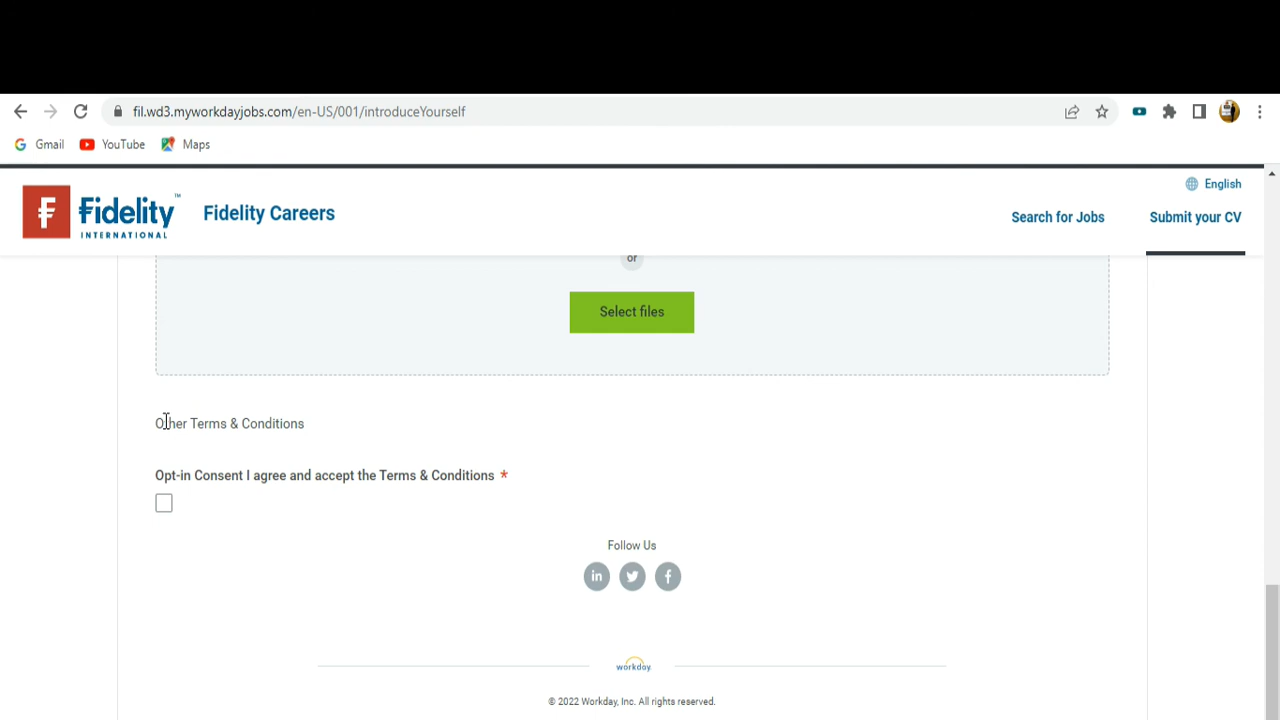 fil.wd3.myworkdayjobs.com/en-US/001/introduceYourself
Gmail
YouTube
Maps
English
Fidelity™
INTERNATIONAL
Fidelity Careers
Search for Jobs
Submit your CV
or
Select files
Other Terms & Conditions
Opt-in Consent I agree and accept the Terms & Conditions *
Follow Us
workday
© 2022 Workday, Inc. All rights reserved.